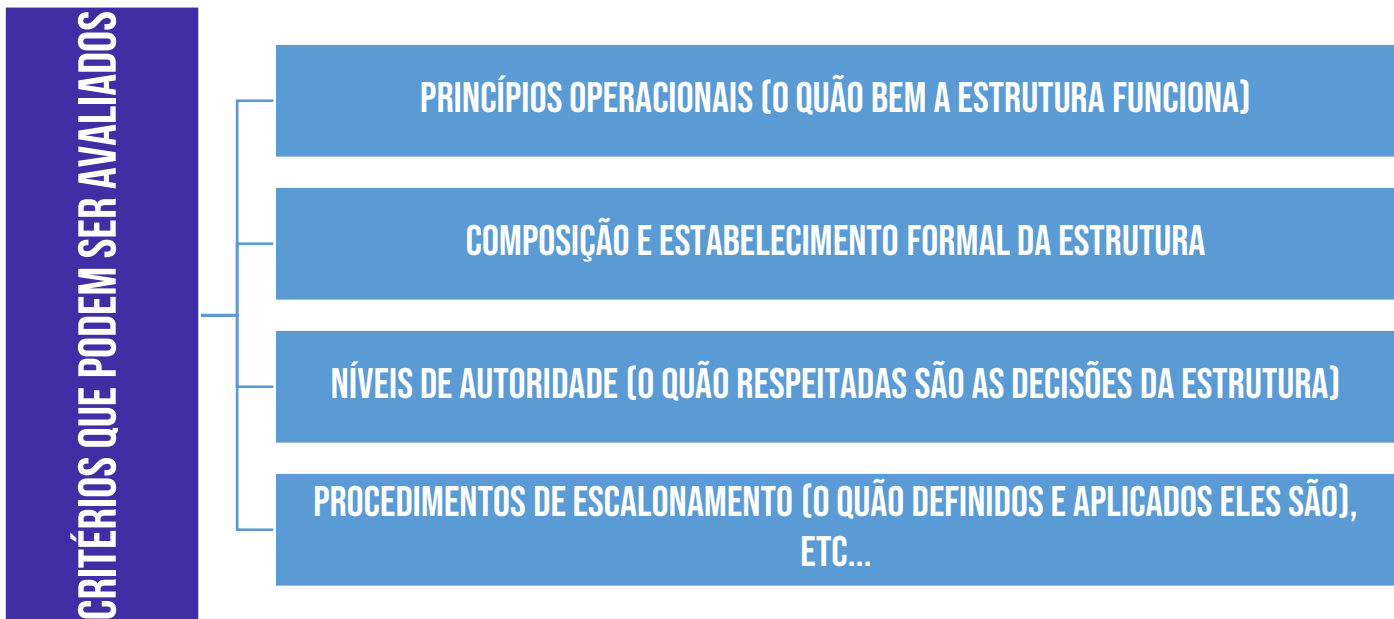 CRITÉRIOS QUE PODEM SER AVALIADOS
PRINCÍPIOS OPERACIONAIS (O QUÃO BEM A ESTRUTURA FUNCIONA)
COMPOSIÇÃO E ESTABELECIMENTO FORMAL DA ESTRUTURA
NÍVEIS DE AUTORIDADE (O QUÃO RESPEITADAS SÃO AS DECISÕES DA ESTRUTURA)
PROCEDIMENTOS DE ESCALONAMENTO (O QUÃO DEFINIDOS E APLICADOS ELES SÃO),
ETC...